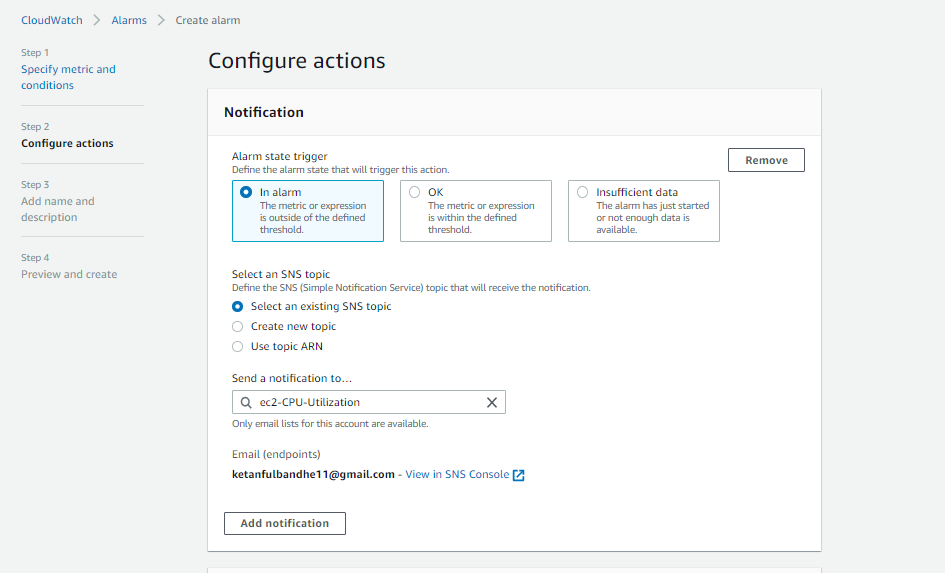 CloudWatch > Alarms > Create alarm
Step 1
Specify metric and
conditions
Step 2
Configure actions
Step 3
Add name and
description
Step 4
Preview and create
Configure actions
Notification
Alarm state trigger
Define the alarm state that will trigger this action.
Remove
In alarm
The metric or expression
is outside of the defined
threshold.
OK
The metric or expression
is within the defined
threshold.
Insufficient data
The alarm has just started
or not enough data is
available.
Select an SNS topic
Define the SNS (Simple Notification Service) topic that will receive the notification.
Select an existing SNS topic
Create new topic
Use topic ARN
Send a notification to...
ec2-CPU-Utilization
Only email lists for this account are available.
Email (endpoints)
ketanfulbandhe11@gmail.com - View in SNS Console
Add notification